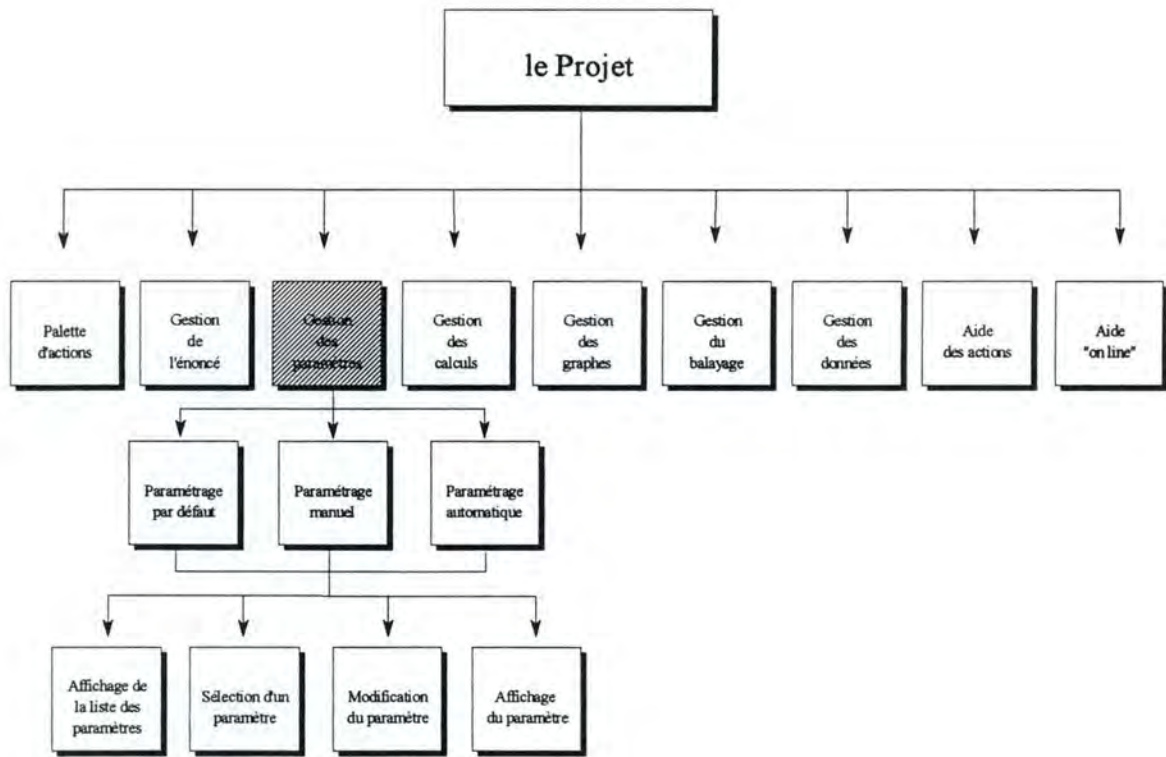 le Projet
Palette
d'actions
Gestion
de
l'énoncé
Gestion
des
paramètres
Gestion
des
calculs
Gestion
des
graphes
Gestion
du
balayage
Gestion
des
données
Aide
des actions
Aide
"on line"
Paramétrage
par défaut
Paramétrage
manuel
Paramétrage
automatique
Affichage de
la liste des
paramètres
Sélection d'un
paramètre
Modification
du paramètre
Affichage
du paramètre